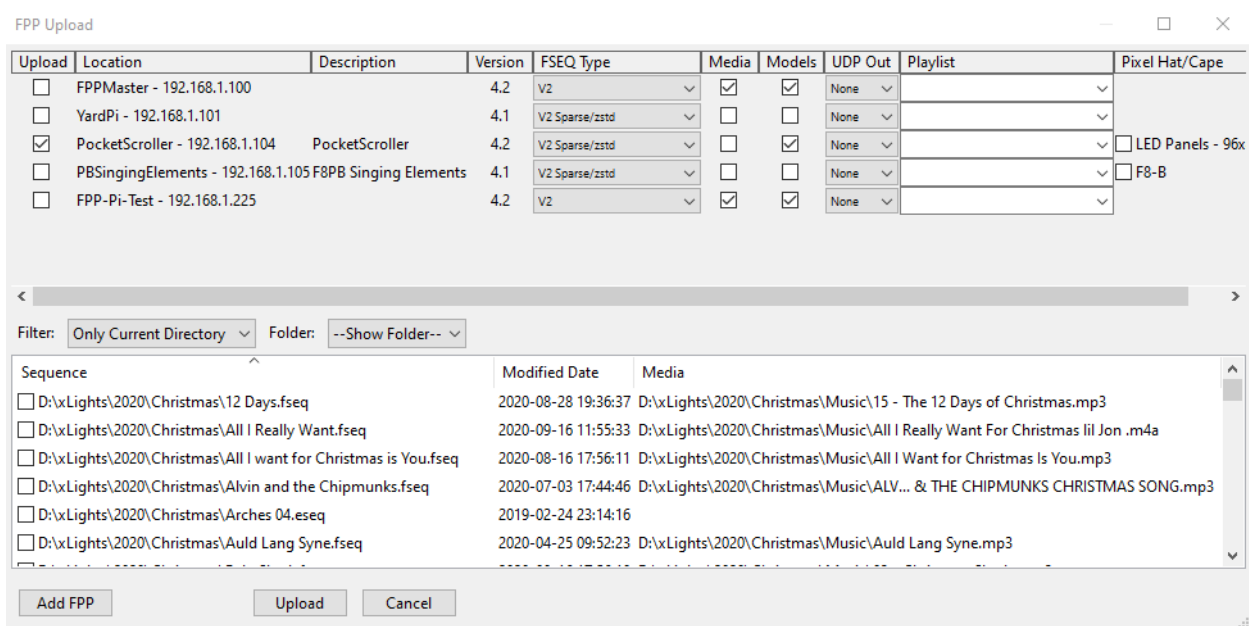 FPP Upload
Upload Location Description Version FSEQ Type Media Models UDP Out Playlist Pixel Hat/Cape
FPPMaster - 192.168.1.100 4.2 V2 None
YardPi - 192.168.1.101 4.1 V2 Sparse/zstd None
PocketScroller - 192.168.1.104 PocketScroller 4.2 V2 Sparse/zstd None LED Panels - 96x
PBSingingElements - 192.168.1.105 F8PB Singing Elements 4.1 V2 Sparse/zstd None F8-B
FPP-Pi-Test - 192.168.1.225 4.2 V2 None
Filter: Only Current Directory Folder: --Show Folder--
Sequence Modified Date Media
D:\xLights\2020\Christmas\12 Days.fseq 2020-08-28 19:36:37 D:\xLights\2020\Christmas\Music\15 - The 12 Days of Christmas.mp3
D:\xLights\2020\Christmas\All I Really Want.fseq 2020-09-16 11:55:33 D:\xLights\2020\Christmas\Music\All I Really Want For Christmas lil Jon .m4a
D:\xLights\2020\Christmas\All I want for Christmas is You.fseq 2020-08-16 17:56:11 D:\xLights\2020\Christmas\Music\All I Want for Christmas Is You.mp3
D:\xLights\2020\Christmas\Alvin and the Chipmunks.fseq 2020-07-03 17:44:46 D:\xLights\2020\Christmas\Music\ALV... & THE CHIPMUNKS CHRISTMAS SONG.mp3
D:\xLights\2020\Christmas\Arches 04.eseq 2019-02-24 23:14:16
D:\xLights\2020\Christmas\Auld Lang Syne.fseq 2020-04-25 09:52:23 D:\xLights\2020\Christmas\Music\Auld Lang Syne.mp3
Add FPP Upload Cancel